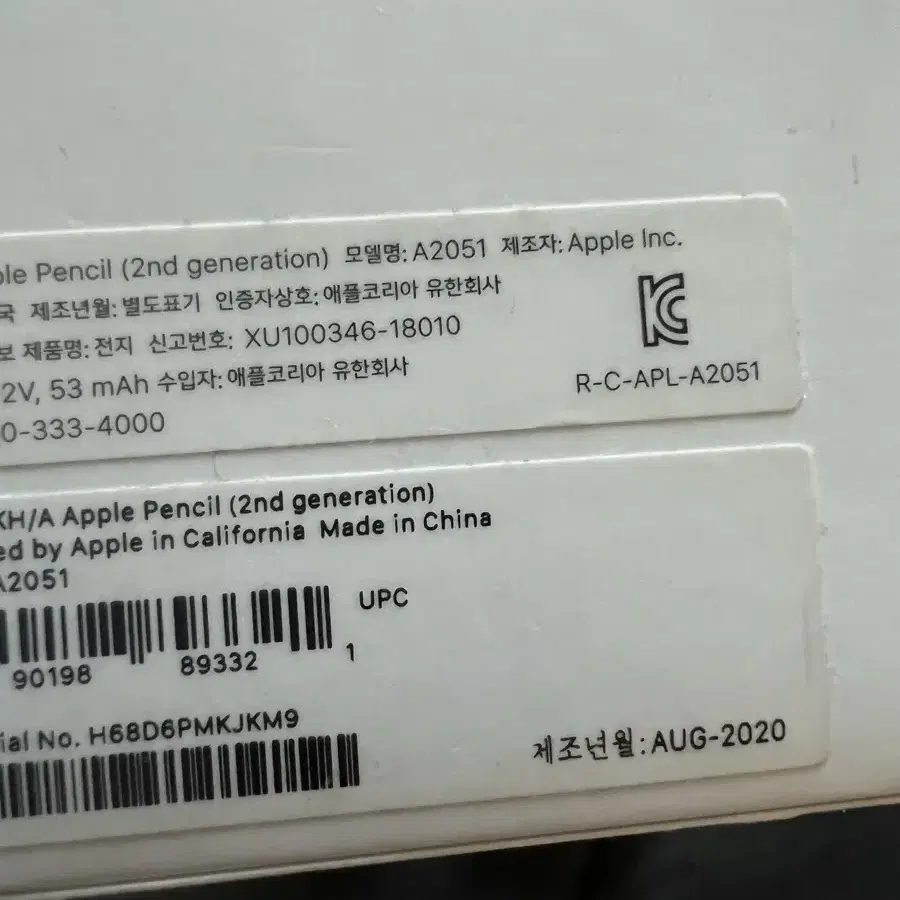 ple Pencil (2nd generation) 모델명: A2051 제조자: Apple Inc.
국 제조년월: 별도표기 인증자상호: 애플코리아 유한회사
보 제품명: 전지 신고번호: XU100346-18010
2V, 53 mAh 수입자: 애플코리아 유한회사
0-333-4000
R-C-APL-A2051
KH/A Apple Pencil (2nd generation)
ed by Apple in California Made in China
A2051
UPC
90198 89332 1
ial No. H68D6PMKJKM9
제조년월: AUG-2020